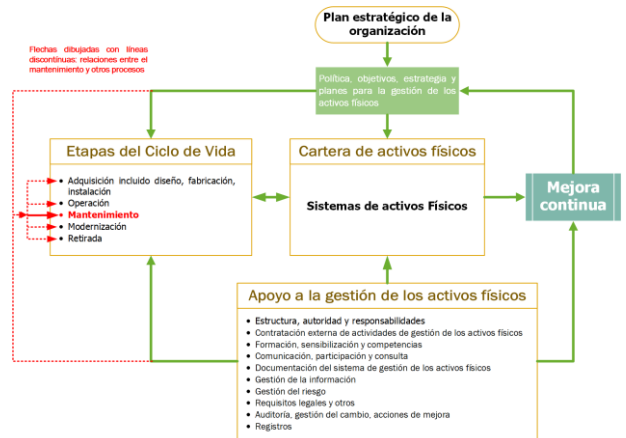 Plan estratégico de la
organización
Flechas dibujadas con líneas
discontínuas: relaciones entre el
mantenimiento y otros procesos
Política, objetivos, estrategia y
planes para la gestión de los
activos físicos
Etapas del Ciclo de Vida
• Adquisición incluido diseño, fabricación,
instalación
• Operación
• Mantenimiento
• Modernización
• Retirada
Cartera de activos físicos
Sistemas de activos Físicos
Mejora
continua
Apoyo a la gestión de los activos físicos
• Estructura, autoridad y responsabilidades
• Contratación externa de actividades de gestión de los activos físicos
• Formación, sensibilización y competencias
• Comunicación, participación y consulta
• Documentación del sistema de gestión de los activos físicos
• Gestión de la información
• Gestión del riesgo
• Requisitos legales y otros
• Auditoría, gestión del cambio, acciones de mejora
• Registros